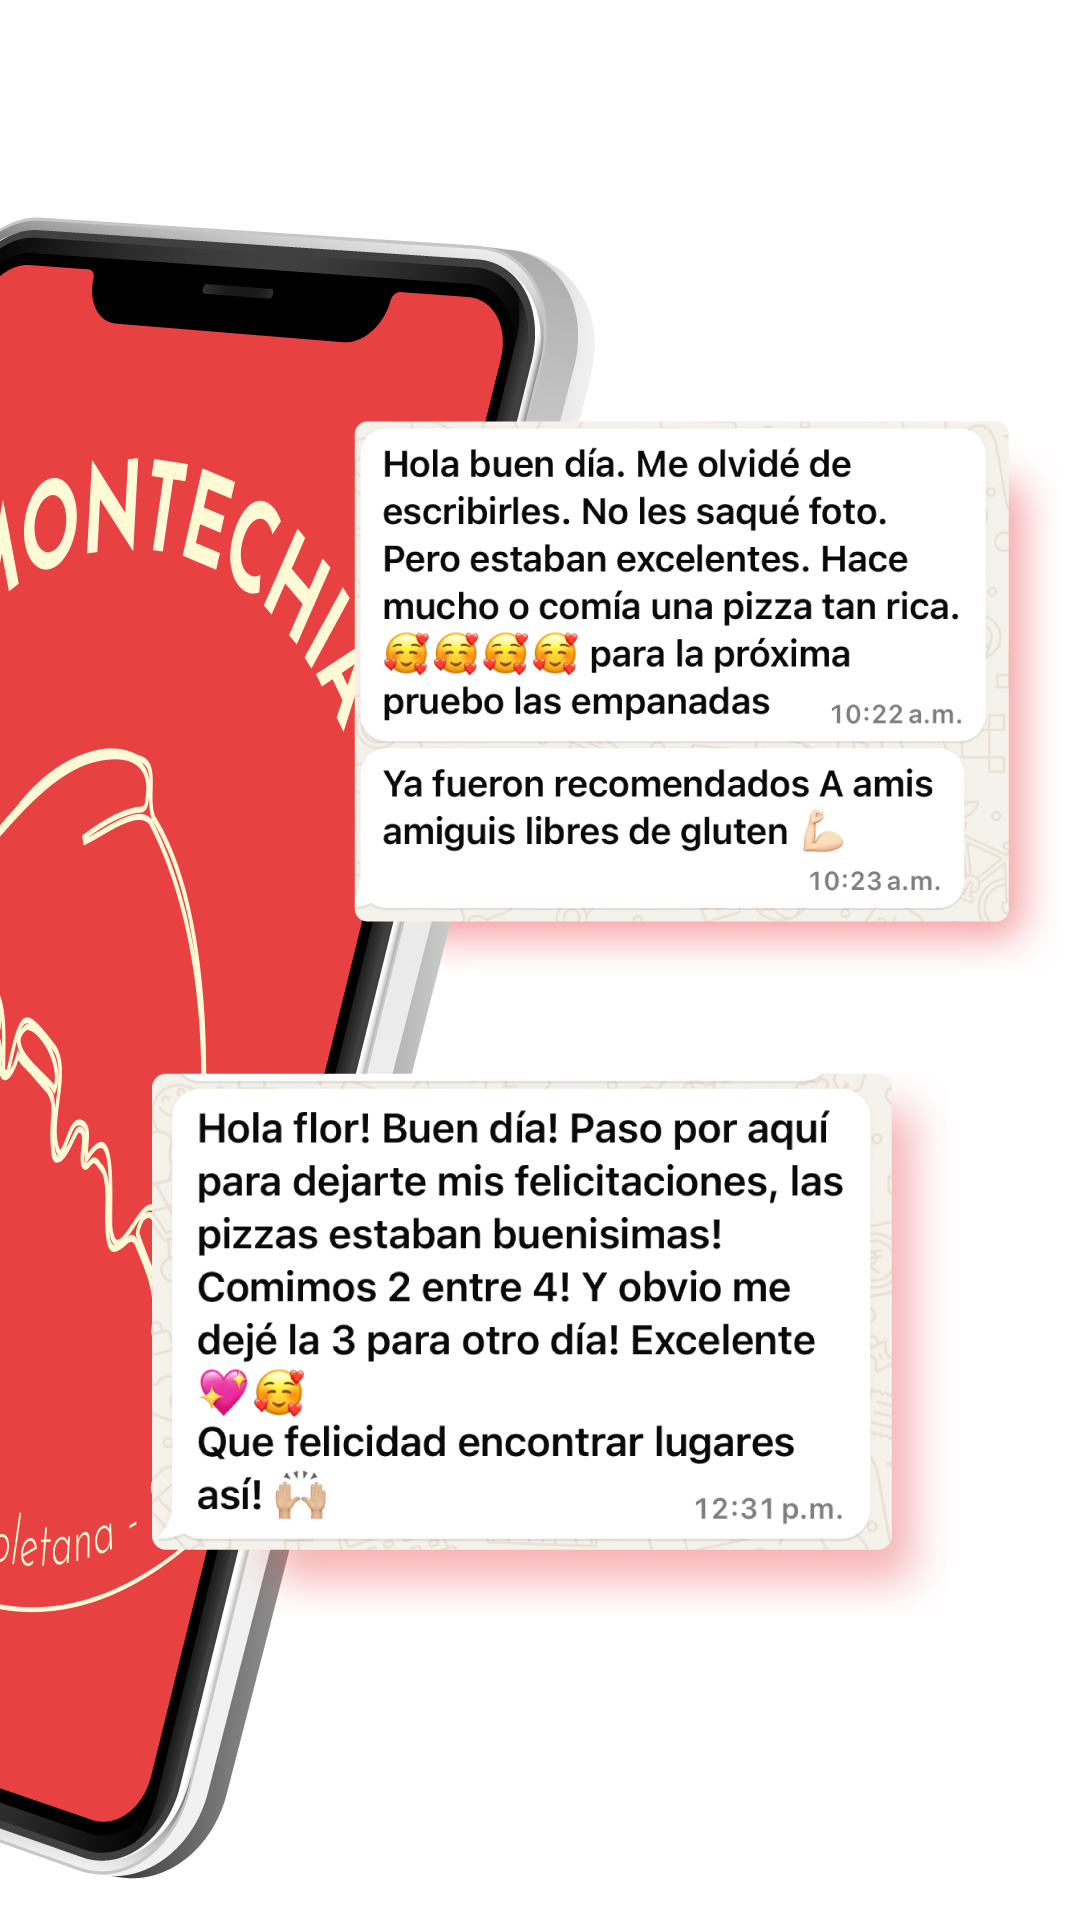 MONTECHIA
Hola buen día. Me olvidé de
escribirles. No les saqué foto.
Pero estaban excelentes. Hace
mucho o comía una pizza tan rica.
🥰🥰🥰🥰 para la próxima
pruebo las empanadas 10:22 a.m.
Ya fueron recomendados A amis
amiguis libres de gluten 💪🏻
10:23 a.m.
Hola flor! Buen día! Paso por aquí
para dejarte mis felicitaciones, las
pizzas estaban buenisimas!
Comimos 2 entre 4! Y obvio me
dejé la 3 para otro día! Excelente
💖🥰
Que felicidad encontrar lugares
así! 🙌🏼 12:31 p.m.
oletana -